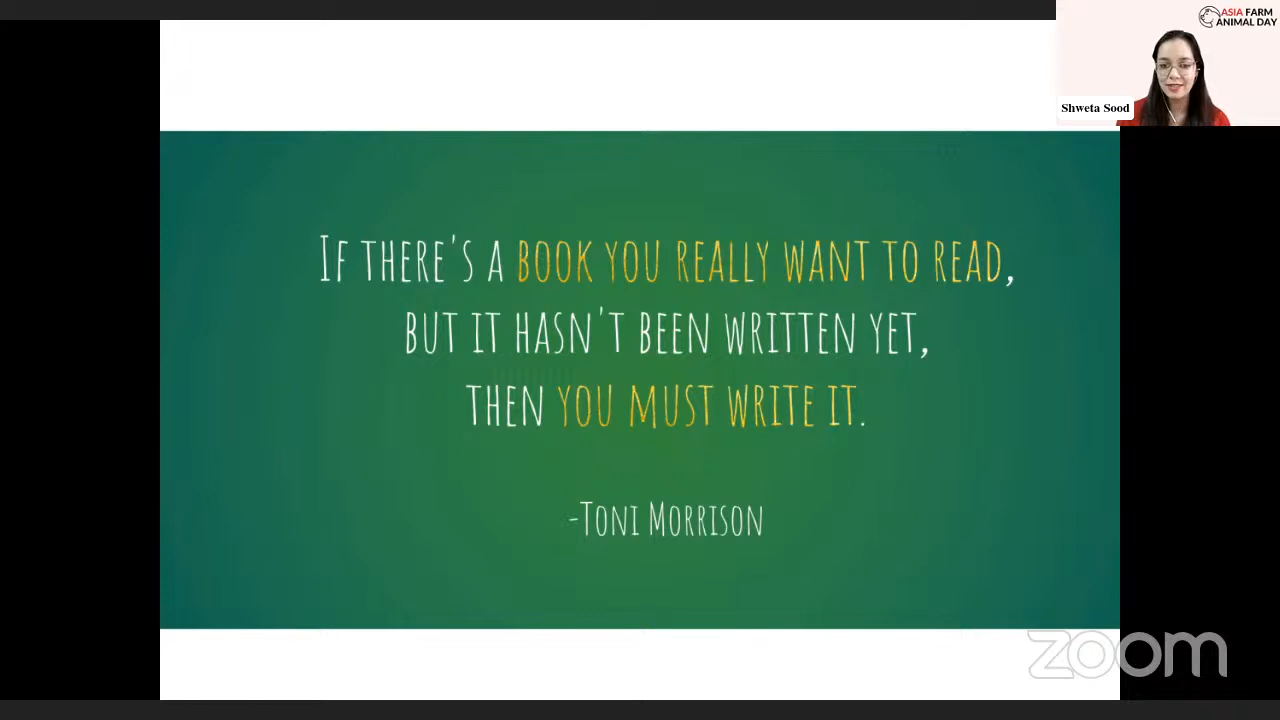 ASIA FARM
ANIMAL DAY
Shweta Sood
IF THERE'S A BOOK YOU REALLY WANT TO READ,
BUT IT HASN'T BEEN WRITTEN YET,
THEN YOU MUST WRITE IT.
-TONI MORRISON
zoom